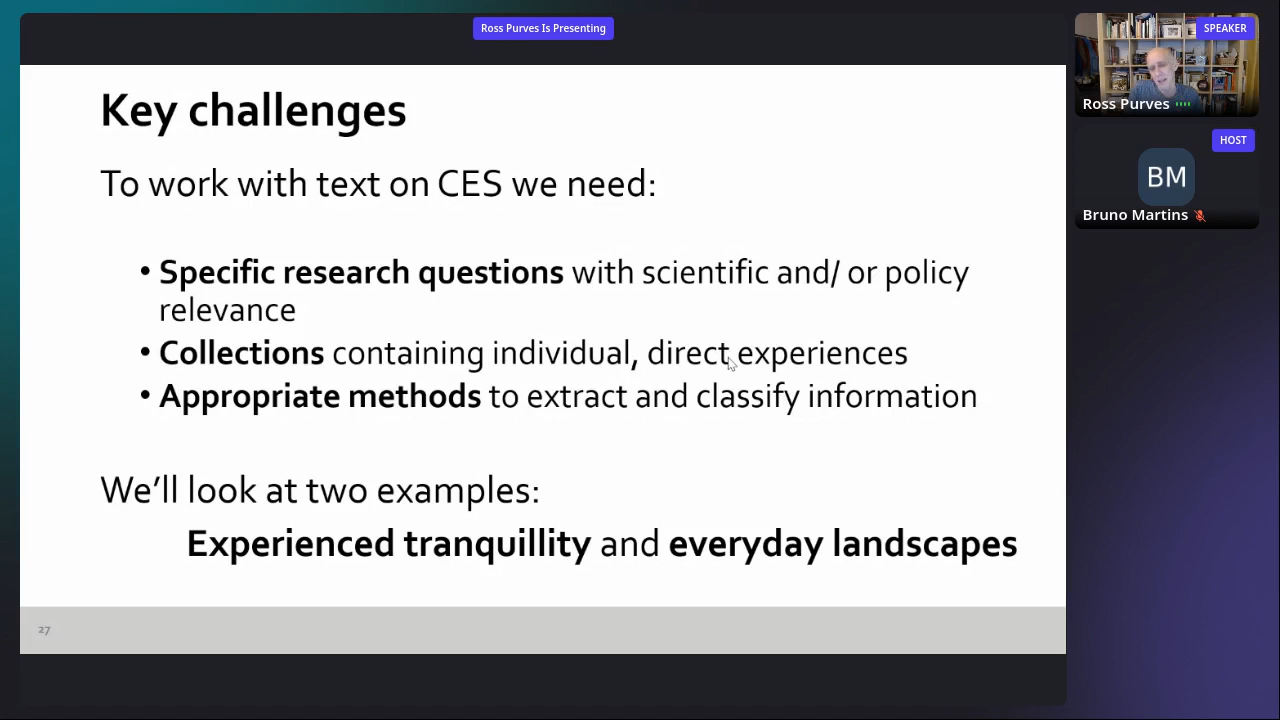 Ross Purves Is Presenting
SPEAKER
Ross Purves
HOST
BM
Bruno Martins
Key challenges
To work with text on CES we need:
• Specific research questions with scientific and/ or policy
relevance
• Collections containing individual, direct experiences
• Appropriate methods to extract and classify information
We’ll look at two examples:
Experienced tranquillity and everyday landscapes
27